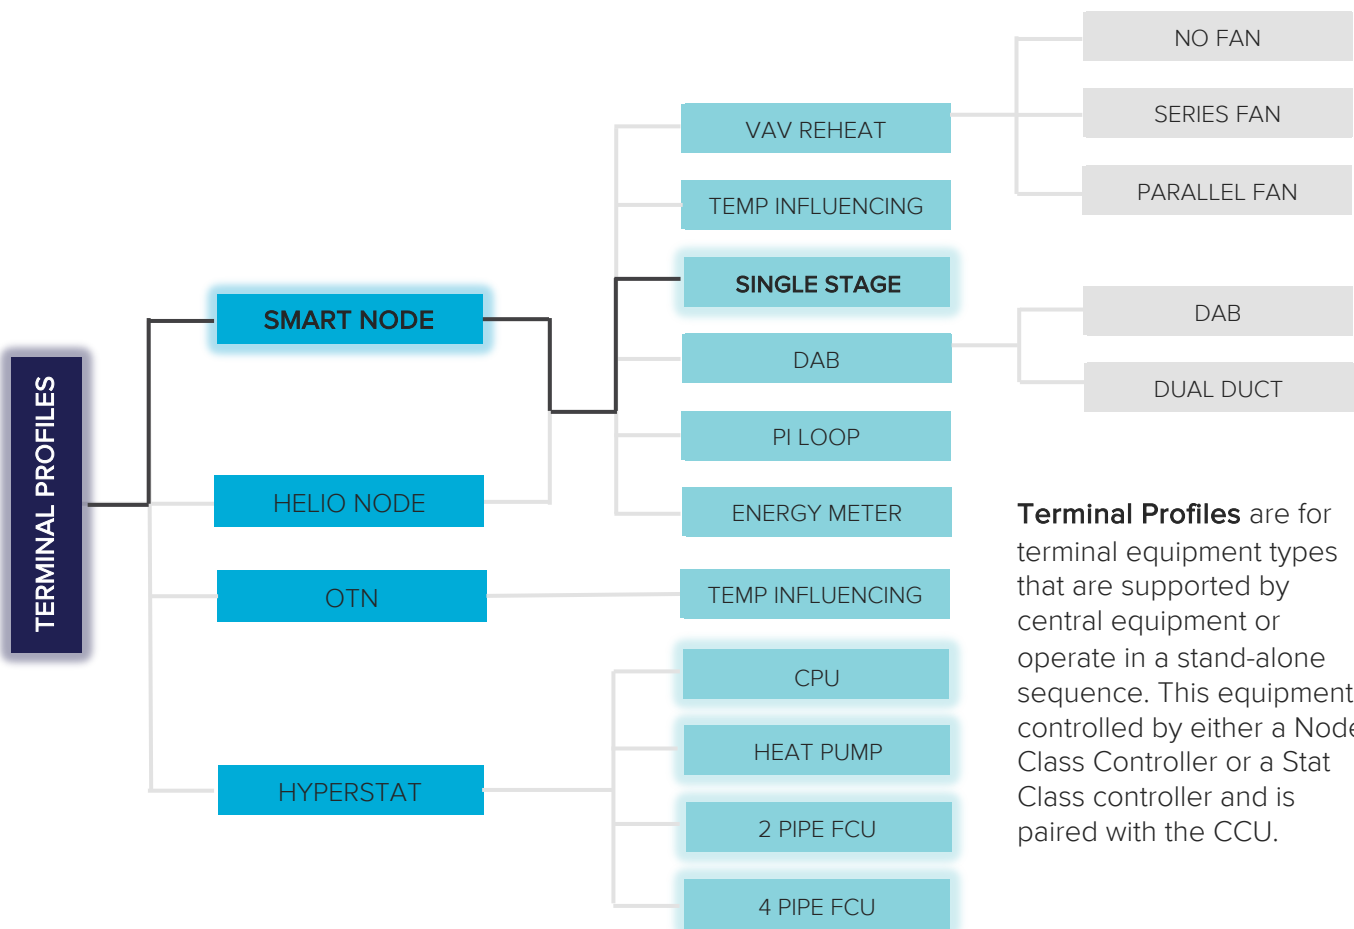 TERMINAL PROFILES
SMART NODE
HELIO NODE
OTN
HYPERSTAT
VAV REHEAT
TEMP INFLUENCING
SINGLE STAGE
DAB
PI LOOP
ENERGY METER
TEMP INFLUENCING
CPU
HEAT PUMP
2 PIPE FCU
4 PIPE FCU
NO FAN
SERIES FAN
PARALLEL FAN
DAB
DUAL DUCT
Terminal Profiles are for
terminal equipment types
that are supported by
central equipment or
operate in a stand-alone
sequence. This equipment
controlled by either a Node
Class Controller or a Stat
Class controller and is
paired with the CCU.